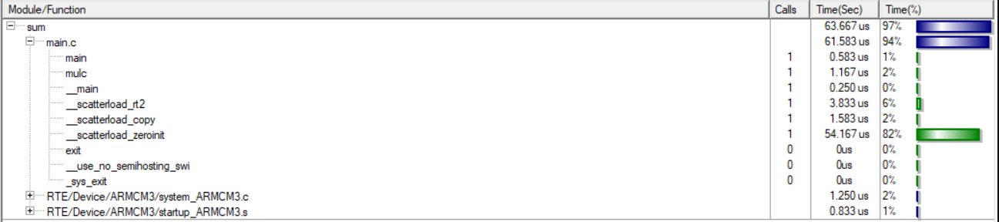 Module/Function Calls Time(Sec) Time(%)
sum 63.667 us 97%
main.c 61.583 us 94%
main 1 0.583 us 1%
mulc 1 1.167 us 2%
__main 1 0.250 us 0%
__scatterload_rt2 1 3.833 us 6%
__scatterload_copy 1 1.583 us 2%
__scatterload_zeroinit 1 54.167 us 82%
exit 0 0us 0%
__use_no_semihosting_swi 0 0us 0%
_sys_exit 0 0us 0%
RTE/Device/ARMCM3/system_ARMCM3.c 1.250 us 2%
RTE/Device/ARMCM3/startup_ARMCM3.s 0.833 us 1%